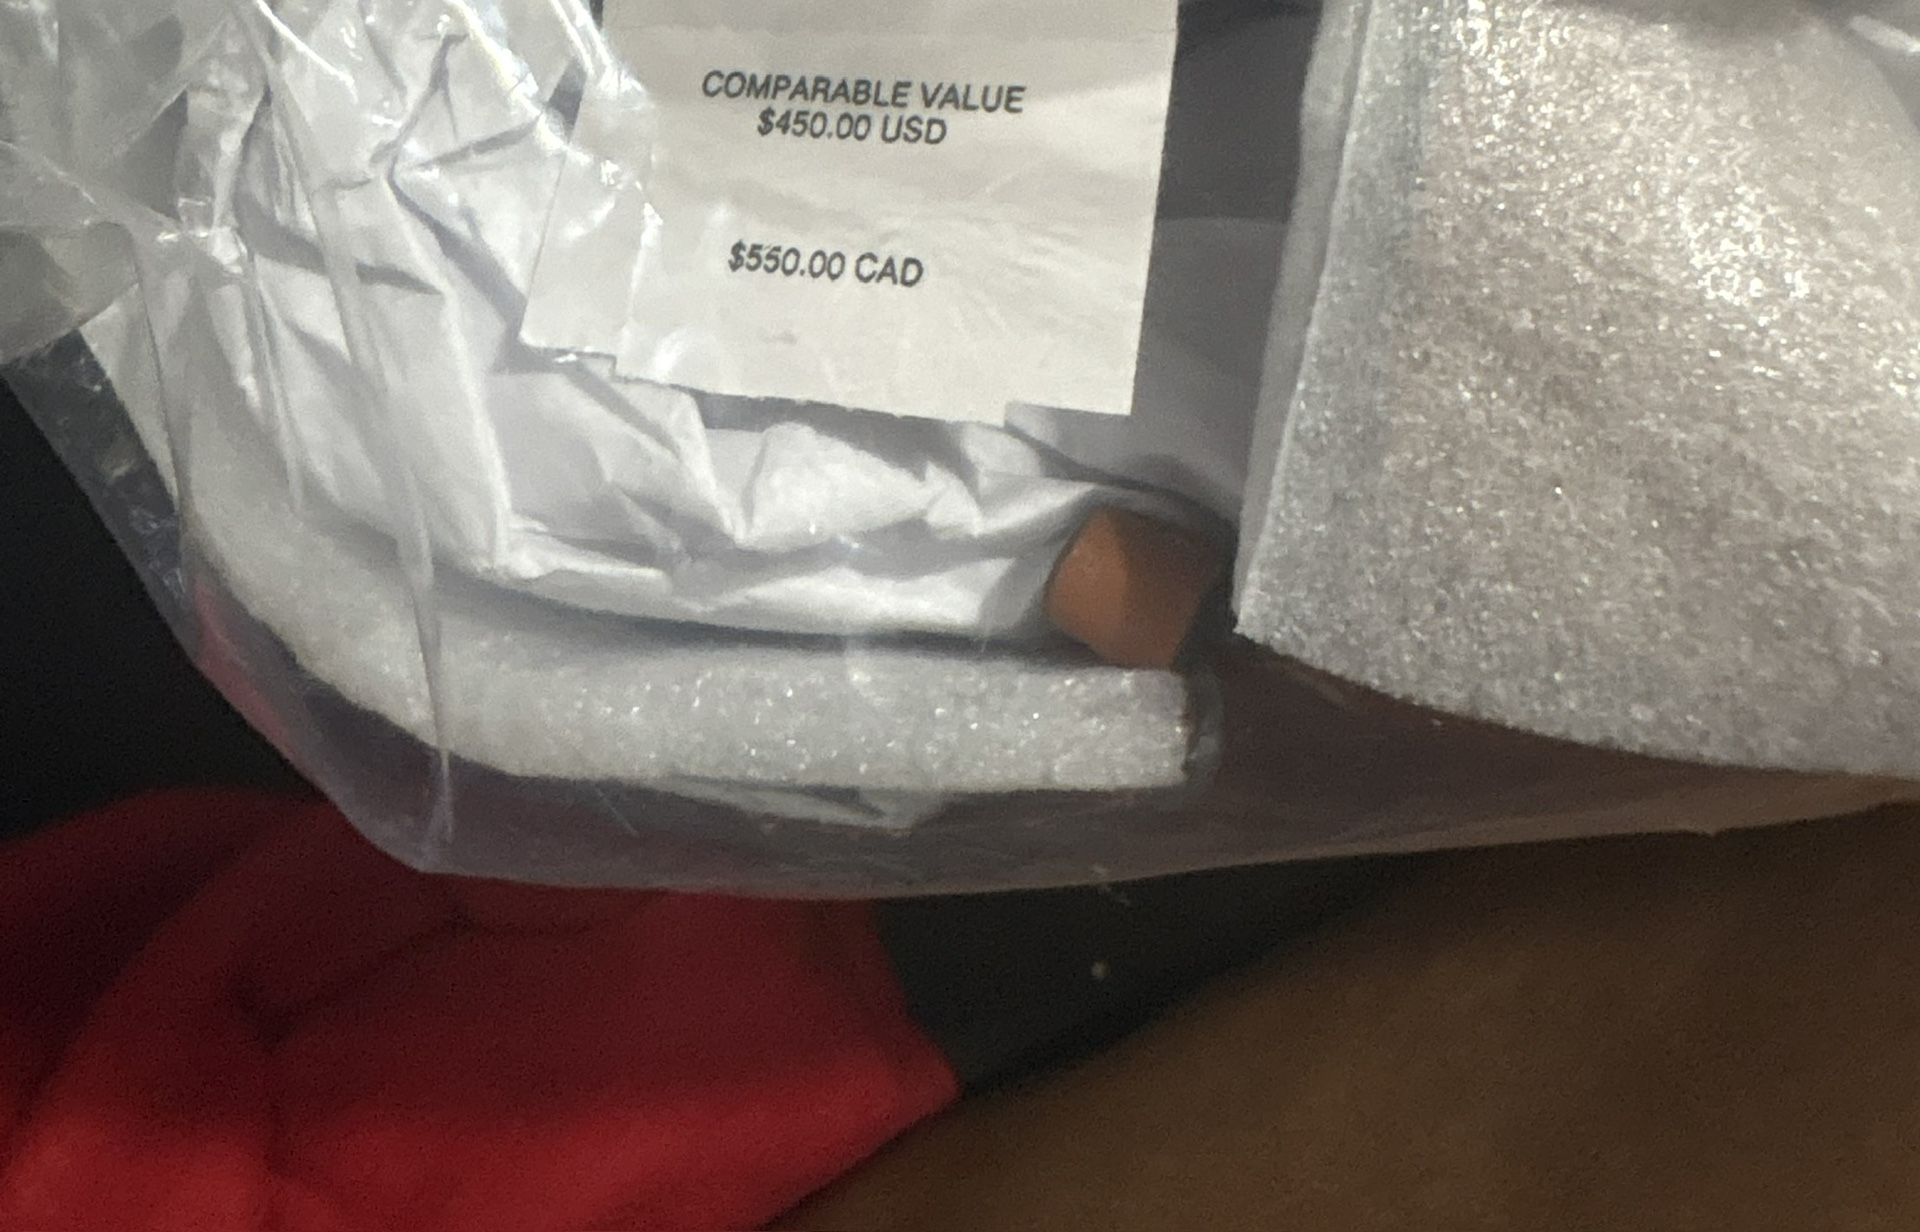 COMPARABLE VALUE
$450.00 USD
$550.00 CAD